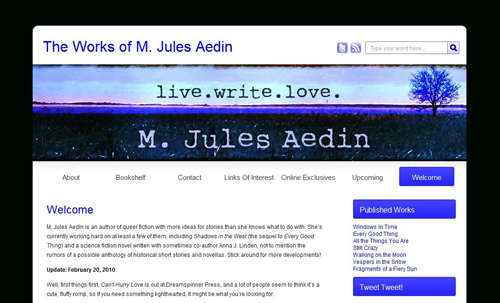 The Works of M. Jules Aedin
Type your word here...
live.write.love.
M. Jules Aedin
About Bookshelf Contact Links Of Interest Online Exclusives Upcoming Welcome
Welcome
M. Jules Aedin is an author of queer fiction with more ideas for stories than she knows what to do with. She's
currently working hard on at least a few of them, including Shadows in the West (the sequel to Every Good
Thing) and a science fiction novel written with sometimes co-author Anna J. Linden, not to mention the
rumors of a possible anthology of historical short stories and novellas. Stick around for more developments!
Update: February 20, 2010
Well, first things first, Can't Hurry Love is out at Dreamspinner Press, and a lot of people seem to think it's a
cute, fluffy romp, so if you need something lighthearted, it might be what you're looking for.
Published Works
Windows in Time
Every Good Thing
All the Things You Are
Still Crazy
Walking on the Moon
Vespers in the Snow
Fragments of a Fiery Sun
Tweet Tweet!